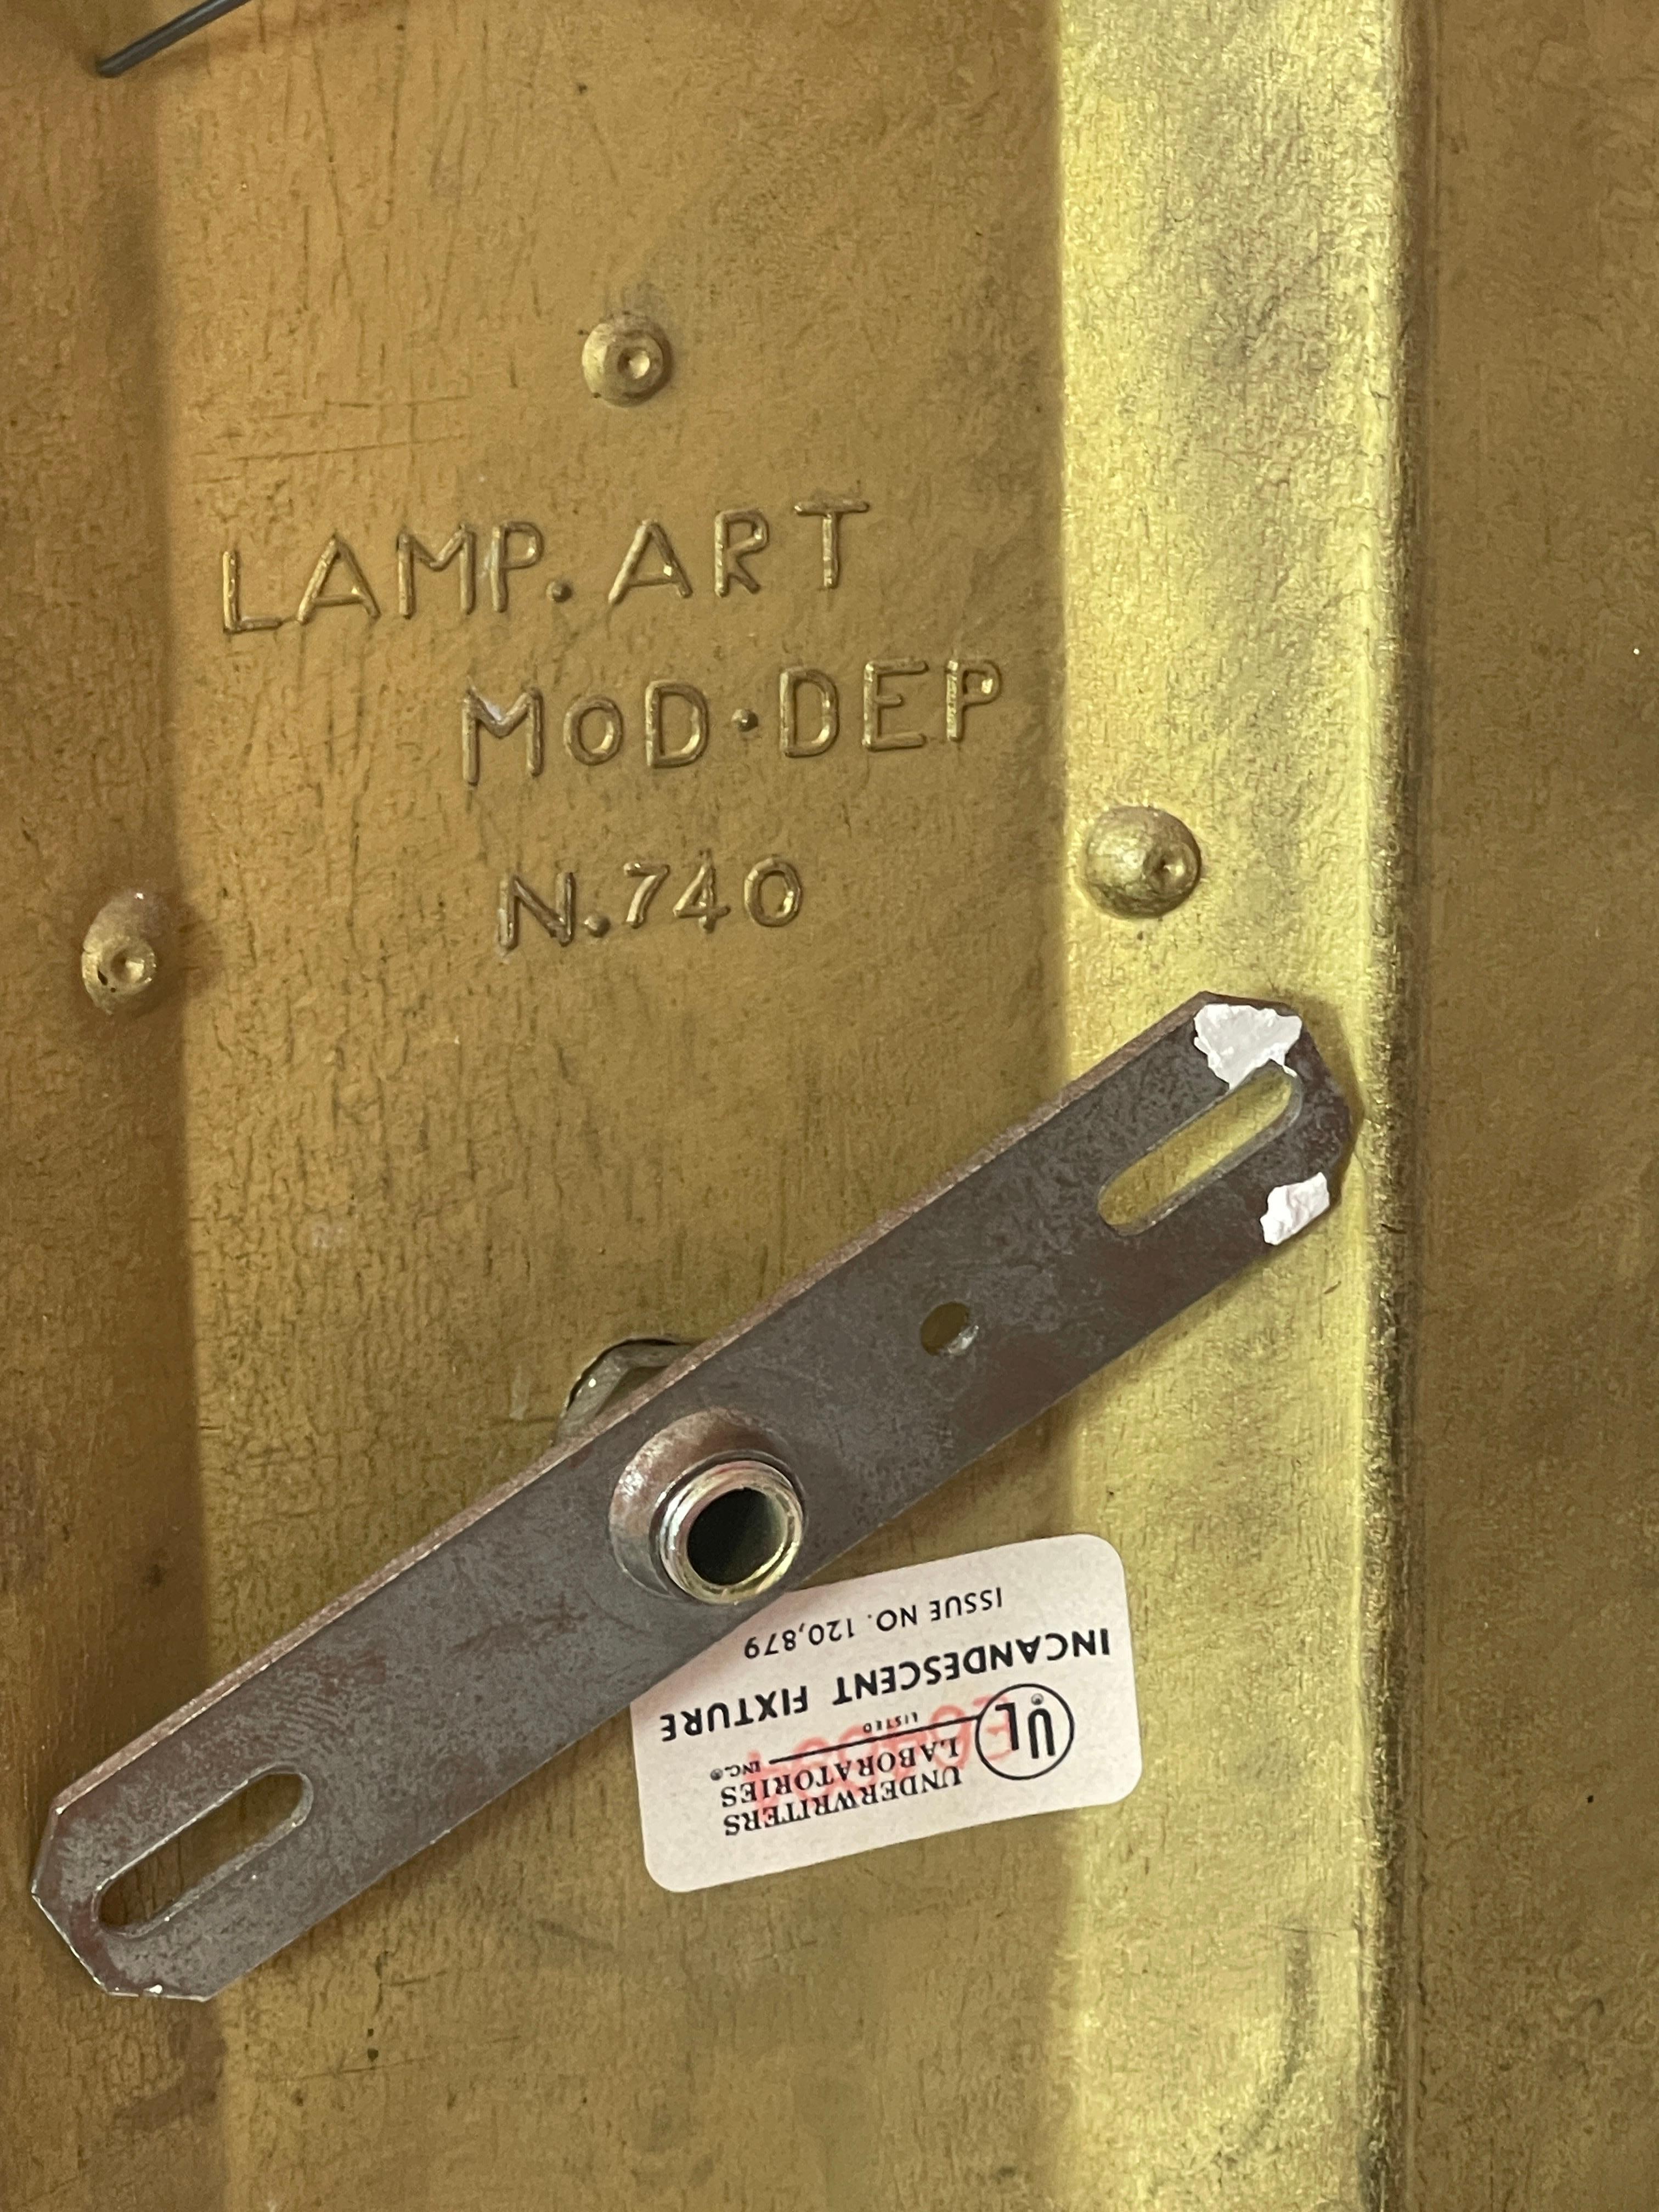 LAMP. ART
MOD·DEP
N.740
UNDERWRITERS
UL® LABORATORIES INC.®
LISTED
INCANDESCENT FIXTURE
ISSUE NO. 120,879